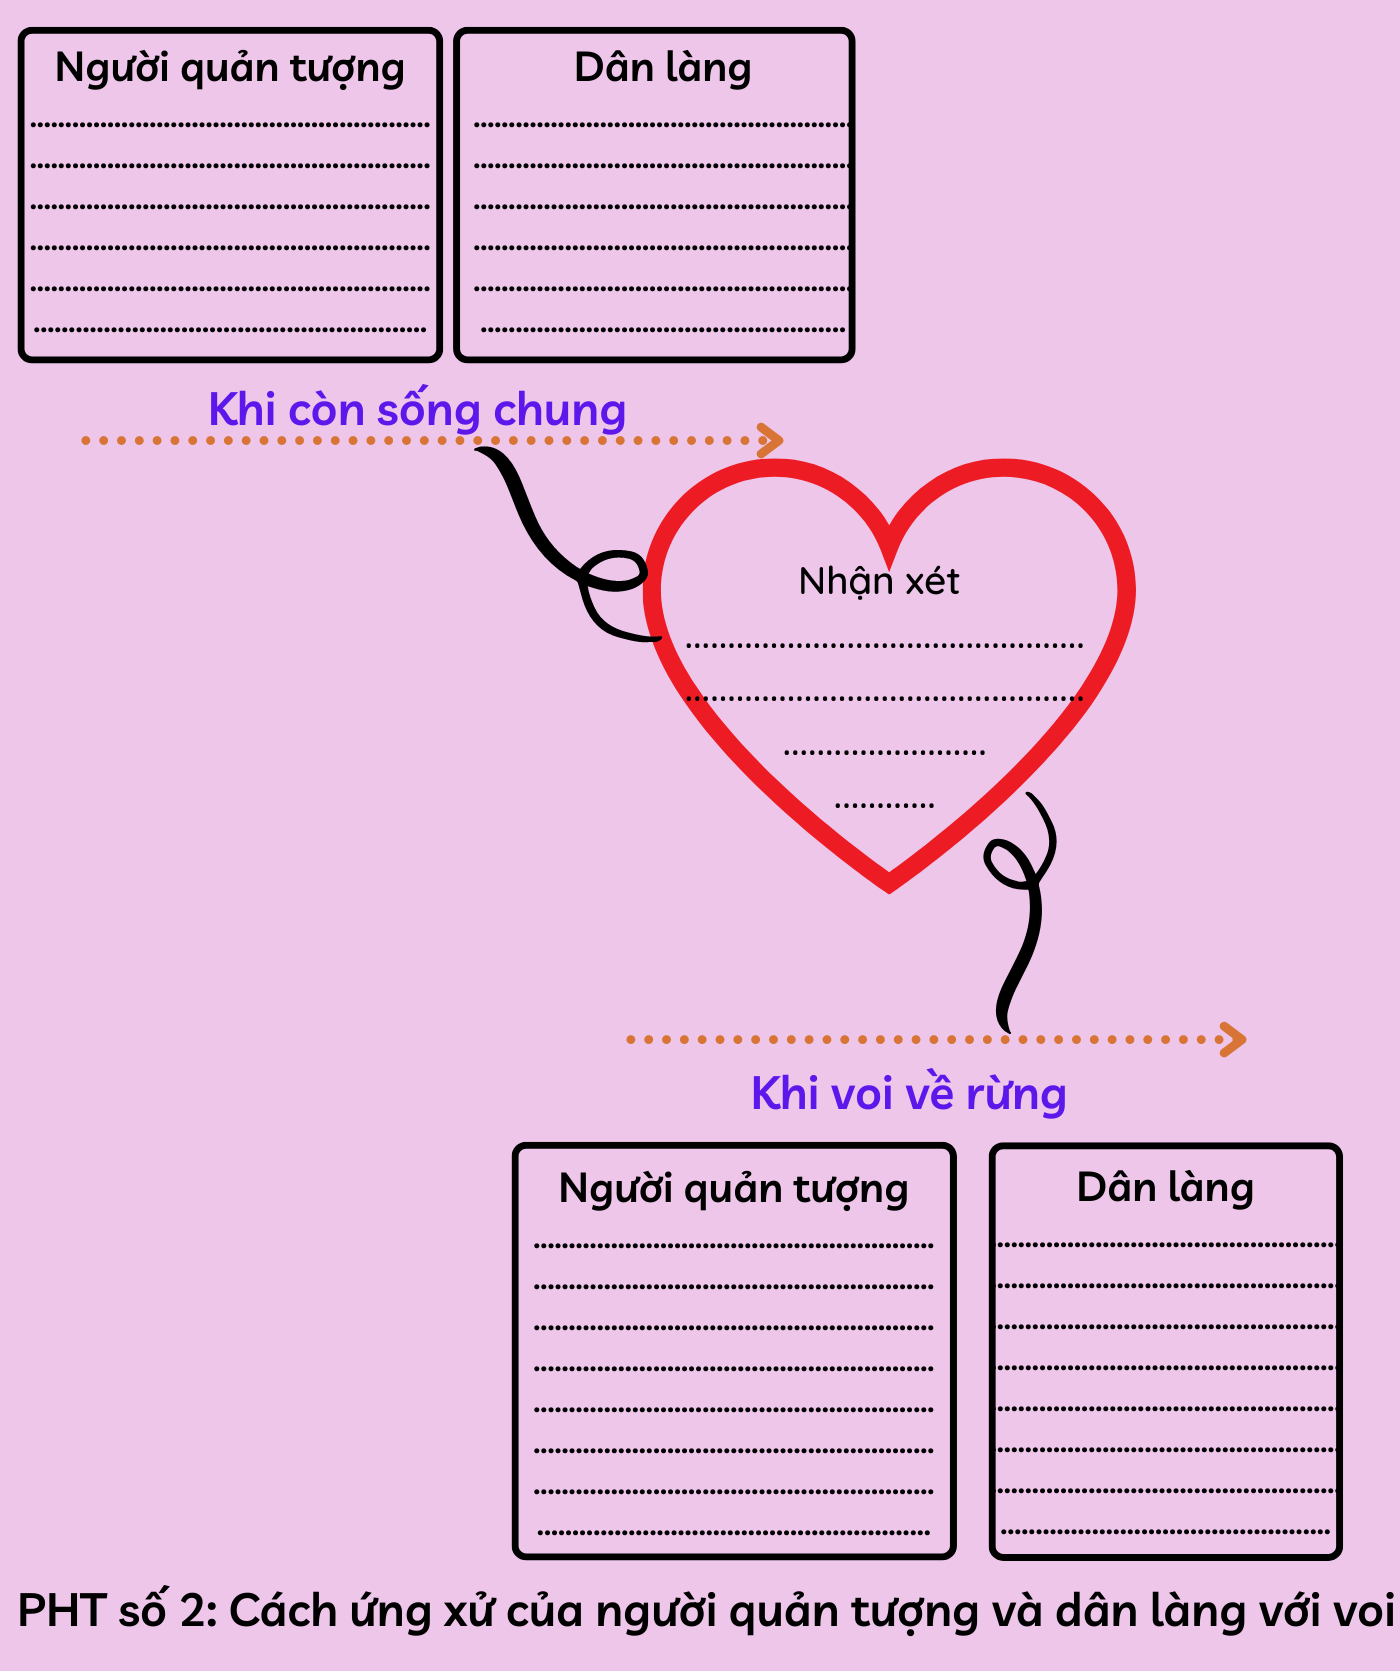 Người quản tượng
Dân làng
Khi còn sống chung
Nhận xét
Khi voi về rừng
Người quản tượng
Dân làng
PHT số 2: Cách ứng xử của người quản tượng và dân làng với voi